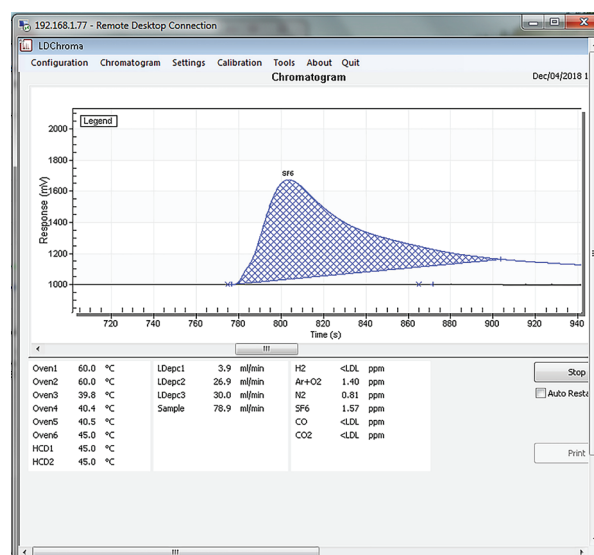 192.168.1.77 - Remote Desktop Connection
LDChroma
Configuration Chromatogram Settings Calibration Tools About Quit
Chromatogram Dec/04/2018 1
Legend
2000
1800
1600
1400
1200
1000
Response (mV)
SF6
720 740 760 780 800 820 840 860 880 900 920 940
Time (s)
Oven1 60.0 °C LDepc1 3.9 ml/min H2 <LDL ppm Stop
Oven2 60.0 °C LDepc2 26.9 ml/min Ar+O2 1.40 ppm
Oven3 39.8 °C LDepc3 30.0 ml/min N2 0.81 ppm Auto Resta
Oven4 40.4 °C Sample 78.9 ml/min SF6 1.57 ppm
Oven5 40.5 °C CO <LDL ppm
Oven6 45.0 °C CO2 <LDL ppm
HCD1 45.0 °C Print
HCD2 45.0 °C